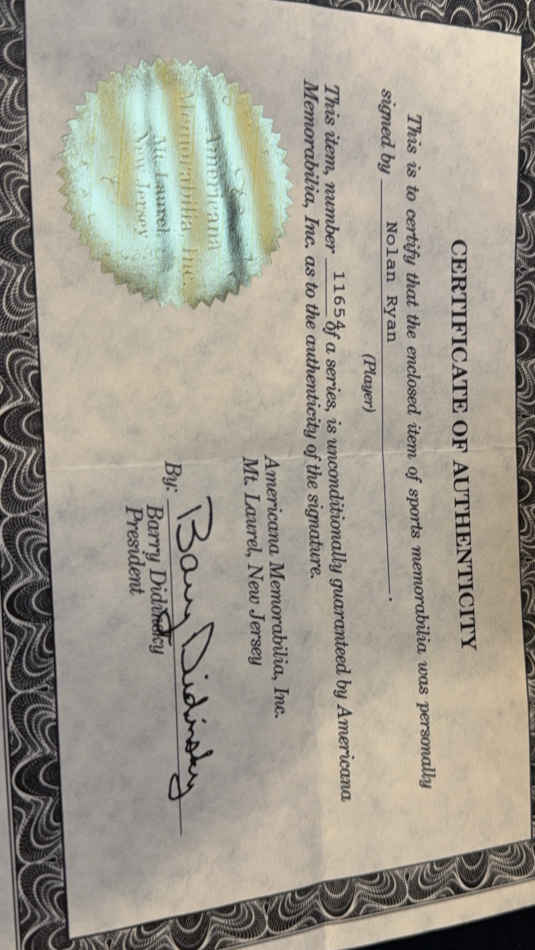 CERTIFICATE OF AUTHENTICITY
This is to certify that the enclosed item of sports memorabilia was personally
signed by Nolan Ryan.
(Player)
This item, number 11654 of a series, is unconditionally guaranteed by Americana
Memorabilia, Inc. as to the authenticity of the signature.
Americana Memorabilia, Inc.
Mt. Laurel, New Jersey
By: Barry Didinsky
Barry Didinsky
President
Americana
Memorabilia, Inc.
Mt. Laurel
New Jersey